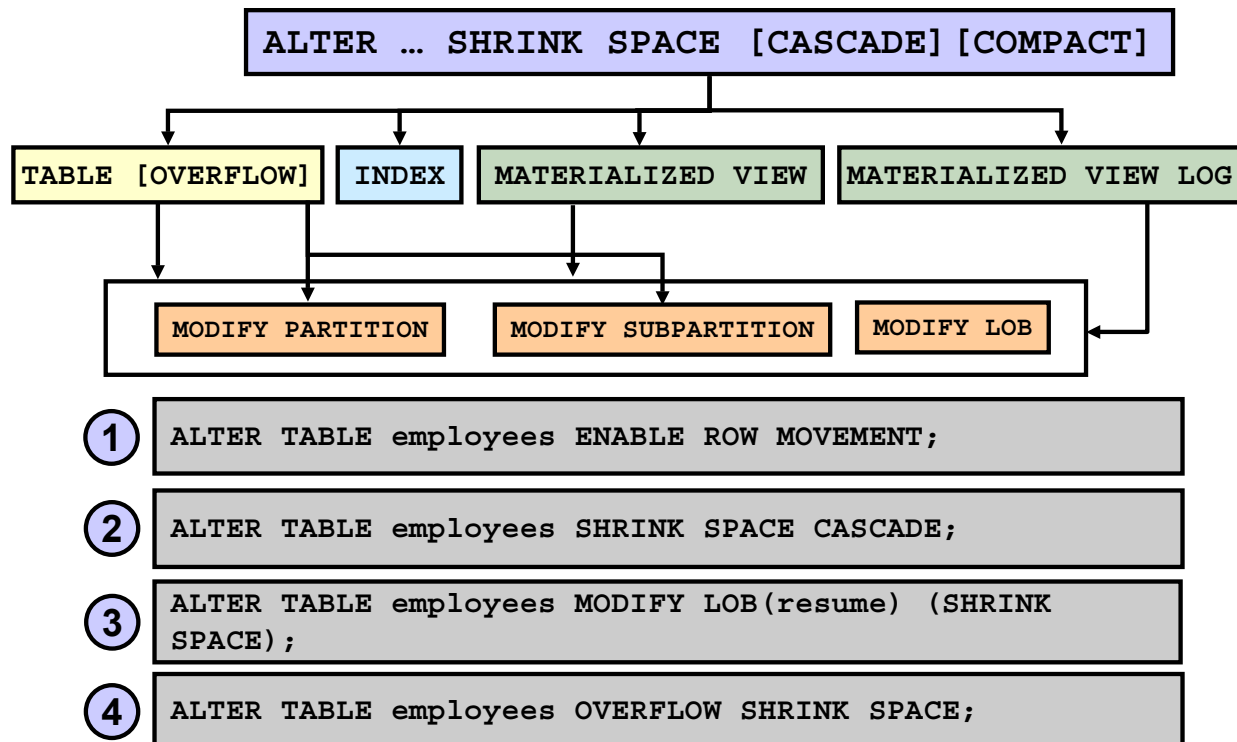 ALTER … SHRINK SPACE [CASCADE][COMPACT]
TABLE [OVERFLOW]
INDEX
MATERIALIZED VIEW
MATERIALIZED VIEW LOG
MODIFY PARTITION
MODIFY SUBPARTITION
MODIFY LOB
1
ALTER TABLE employees ENABLE ROW MOVEMENT;
2
ALTER TABLE employees SHRINK SPACE CASCADE;
3
ALTER TABLE employees MODIFY LOB(resume) (SHRINK
SPACE);
4
ALTER TABLE employees OVERFLOW SHRINK SPACE;